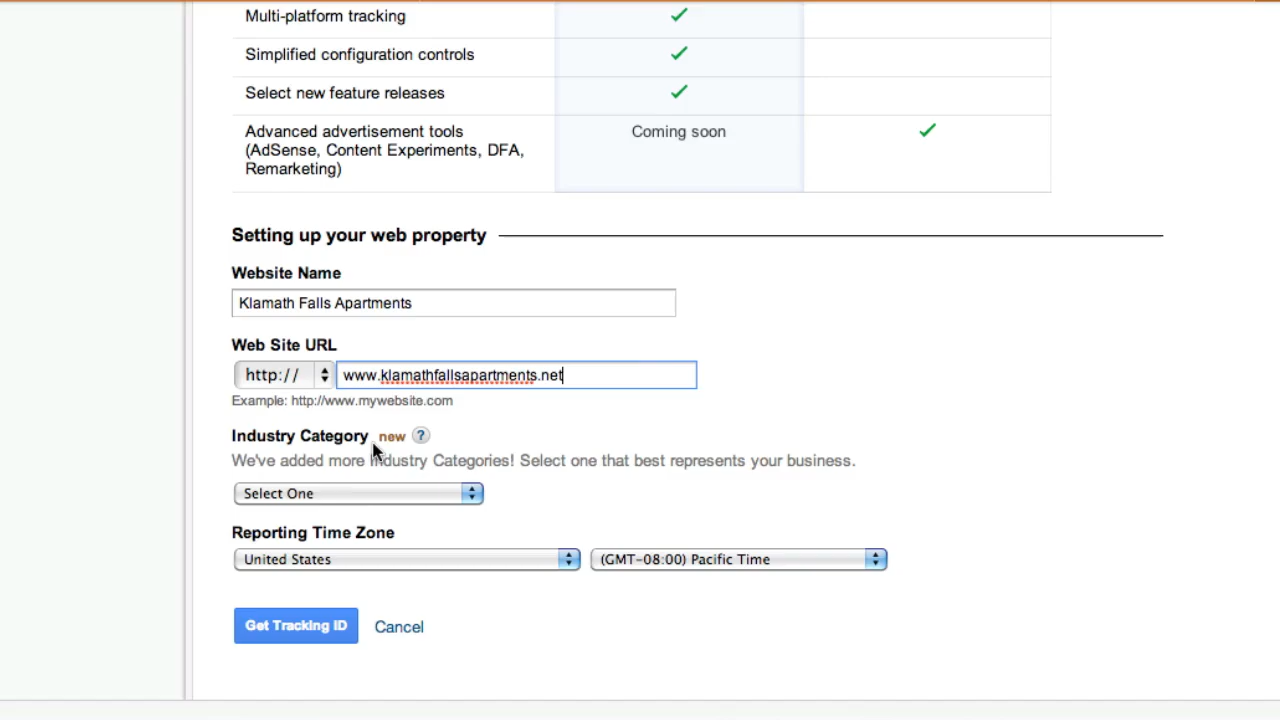 Multi-platform tracking
Simplified configuration controls
Select new feature releases
Advanced advertisement tools Coming soon
(AdSense, Content Experiments, DFA,
Remarketing)
Setting up your web property
Website Name
Klamath Falls Apartments
Web Site URL
http:// www.klamathfallsapartments.net
Example: http://www.mywebsite.com
Industry Category new ?
We've added more Industry Categories! Select one that best represents your business.
Select One
Reporting Time Zone
United States (GMT-08:00) Pacific Time
Get Tracking ID Cancel